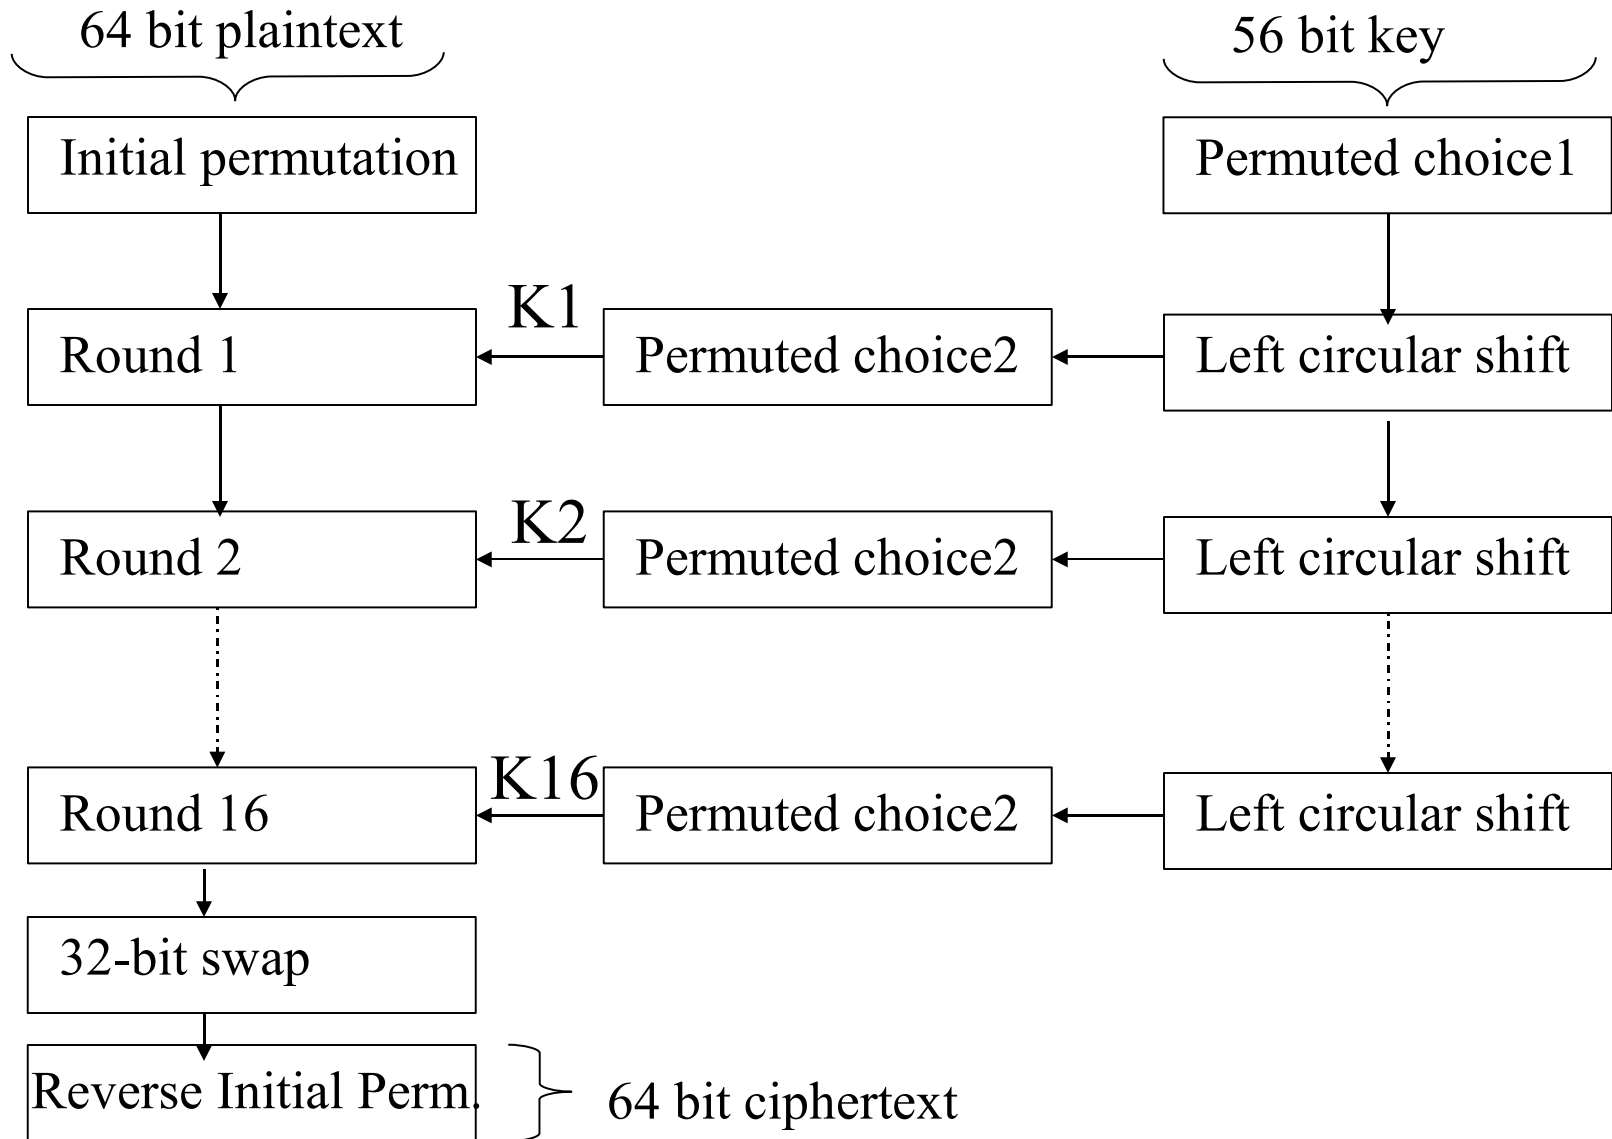 64 bit plaintext
56 bit key
Initial permutation
Permuted choice1
K1
Round 1
Permuted choice2
Left circular shift
K2
Round 2
Permuted choice2
Left circular shift
K16
Round 16
Permuted choice2
Left circular shift
32-bit swap
Reverse Initial Perm.
64 bit ciphertext